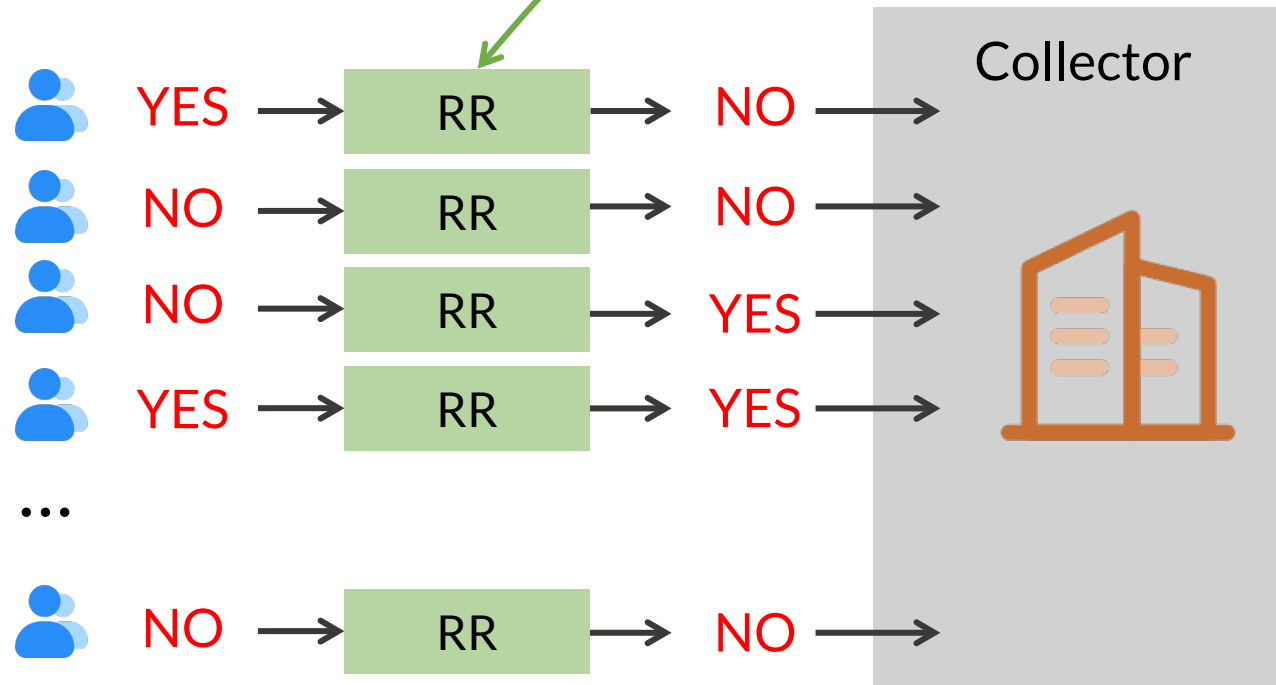 Collector
YES RR NO
NO RR NO
NO RR YES
YES RR YES
...
NO RR NO